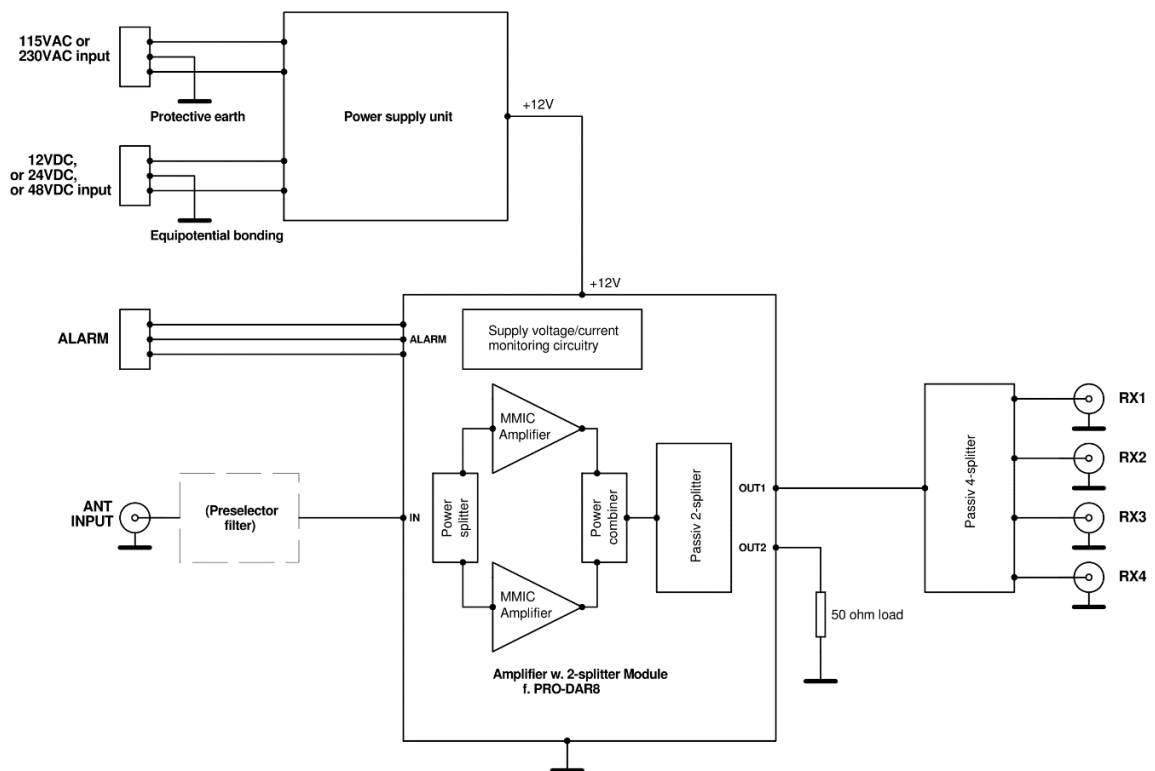 115VAC or
230VAC input
Protective earth
Power supply unit
+12V
12VDC,
or 24VDC,
or 48VDC input
Equipotential bonding
+12V
ALARM
ALARM
Supply voltage/current
monitoring circuitry
MMIC
Amplifier
ANT
INPUT
(Preselector
filter)
IN
Power
splitter
Power
combiner
Passiv 2-splitter
OUT1
OUT2
MMIC
Amplifier
50 ohm load
Passiv 4-splitter
RX1
RX2
RX3
RX4
Amplifier w. 2-splitter Module
f. PRO-DAR8